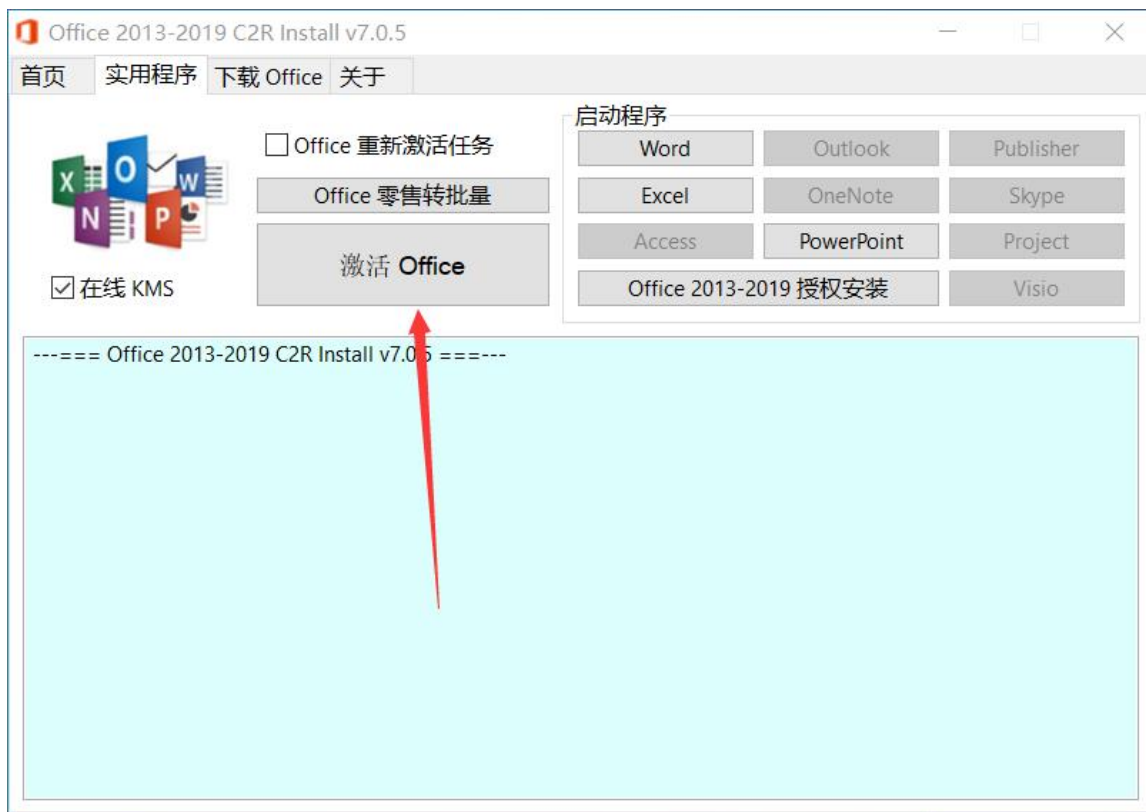 Office 2013-2019 C2R Install v7.0.5
首页 实用程序 下载 Office 关于
Office 重新激活任务
Office 零售转批量
激活 Office
在线 KMS
启动程序
Word Outlook Publisher
Excel OneNote Skype
Access PowerPoint Project
Office 2013-2019 授权安装 Visio
---=== Office 2013-2019 C2R Install v7.0.5 ===---